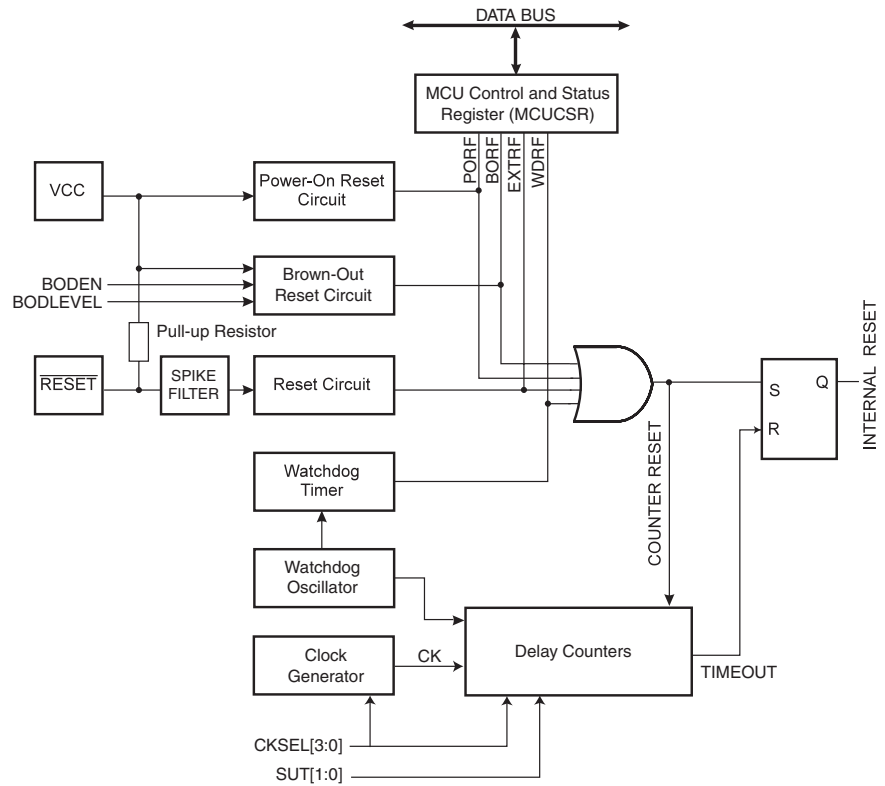 DATA BUS
MCU Control and Status
Register (MCUCSR)
PORF
BORF
EXTRF
WDRF
VCC
Power-On Reset
Circuit
BODEN
BODLEVEL
Brown-Out
Reset Circuit
Pull-up Resistor
RESET
SPIKE
FILTER
Reset Circuit
S
Q
R
INTERNAL RESET
Watchdog
Timer
COUNTER RESET
Watchdog
Oscillator
Clock
Generator
CK
Delay Counters
TIMEOUT
CKSEL[3:0]
SUT[1:0]